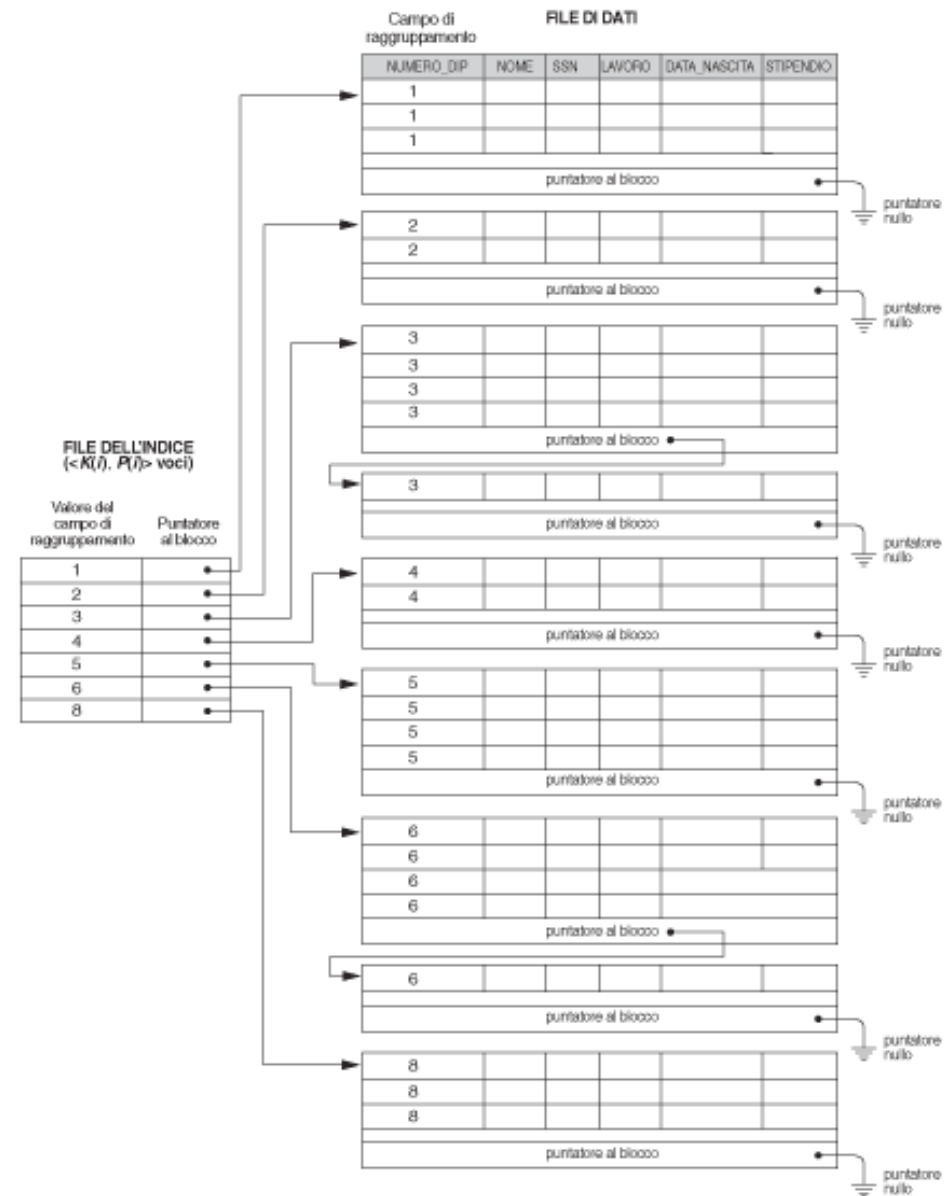 Campo di
raggruppamento
FILE DI DATI
NUMERO_DIP NOME SSN LAVORO DATA_NASCITA STIPENDIO
1
1
1
puntatore al blocco
puntatore
nullo
2
2
puntatore al blocco
puntatore
nullo
3
3
3
3
puntatore al blocco
3
puntatore al blocco
puntatore
nullo
FILE DELL'INDICE
(<K(i), P(i)> voci)
Valore del
campo di
raggruppamento
Puntatore
al blocco
1
2
3
4
5
6
8
4
4
puntatore al blocco
puntatore
nullo
5
5
5
5
puntatore al blocco
puntatore
nullo
6
6
6
6
puntatore al blocco
6
puntatore al blocco
puntatore
nullo
8
8
8
puntatore al blocco
puntatore
nullo